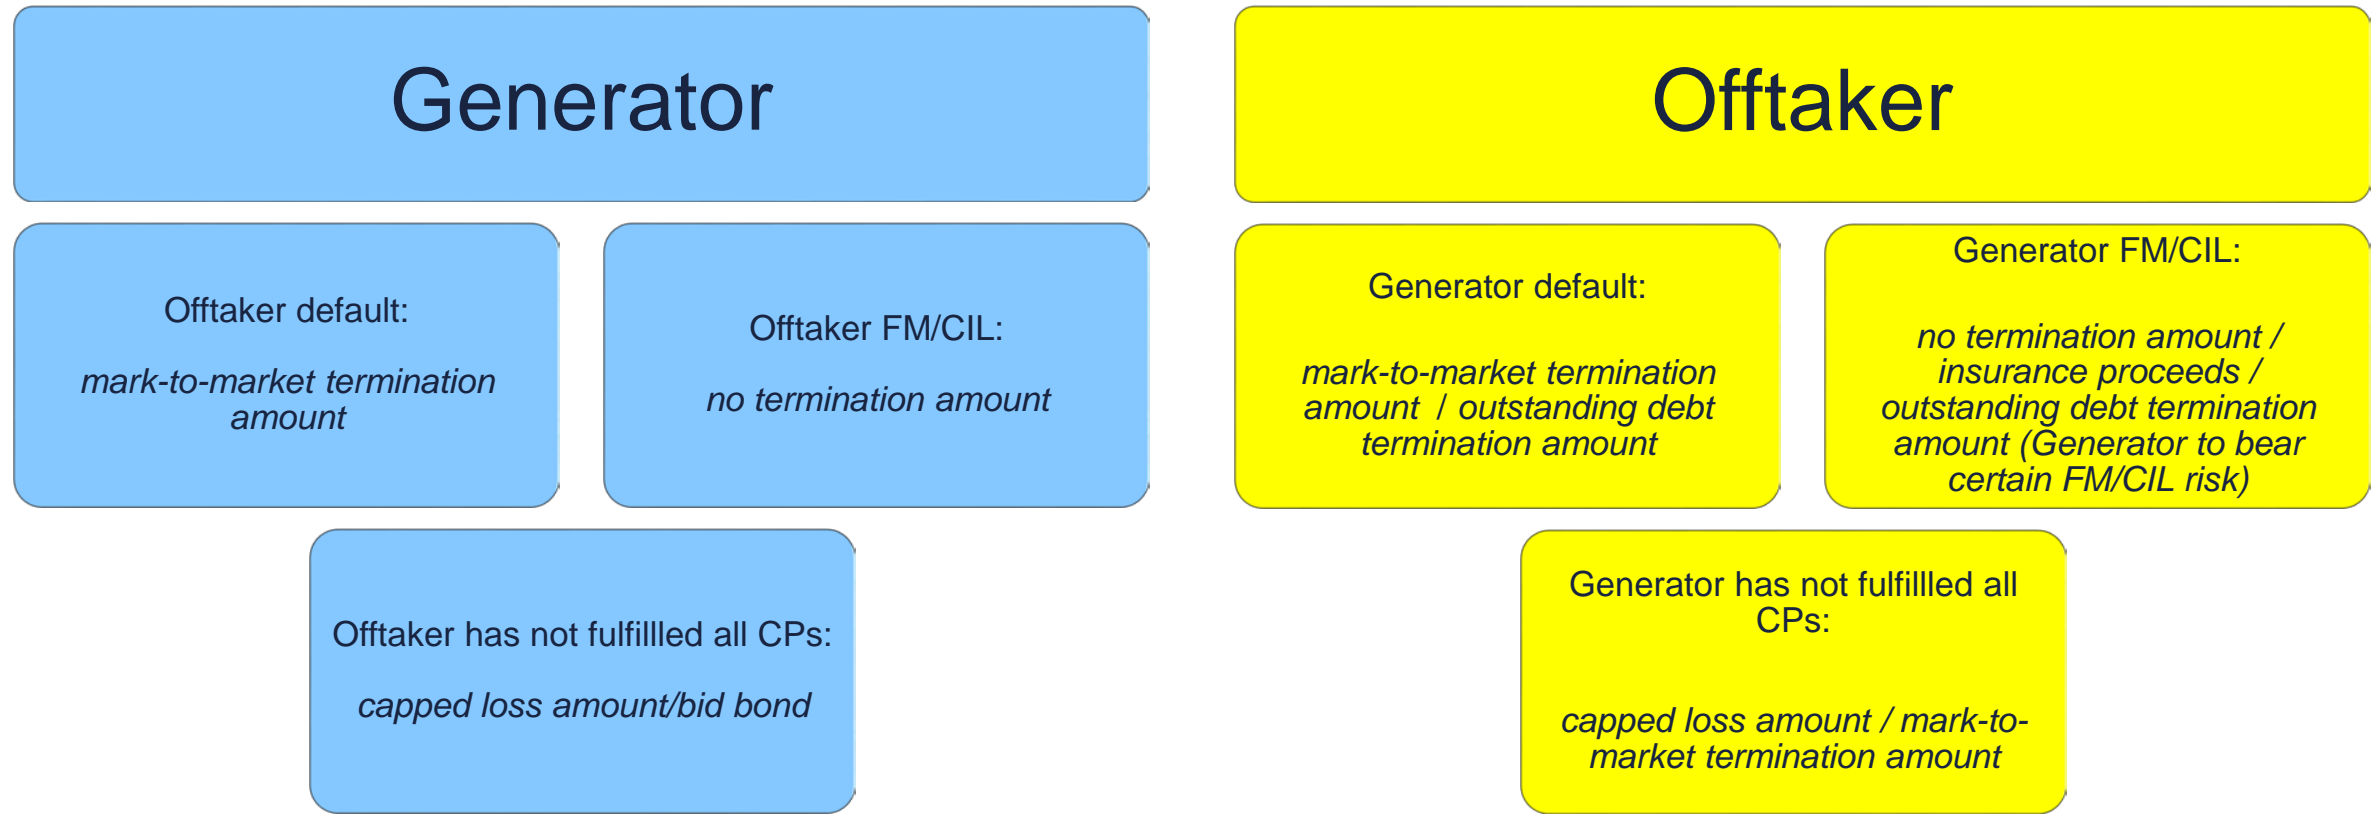 Generator
Offtaker default:
mark-to-market termination
amount
Offtaker FM/CIL:
no termination amount
Offtaker has not fulfillled all CPs:
capped loss amount/bid bond
Offtaker
Generator default:
mark-to-market termination
amount / outstanding debt
termination amount
Generator FM/CIL:
no termination amount /
insurance proceeds /
outstanding debt termination
amount (Generator to bear
certain FM/CIL risk)
Generator has not fulfillled all
CPs:
capped loss amount / mark-to-
market termination amount